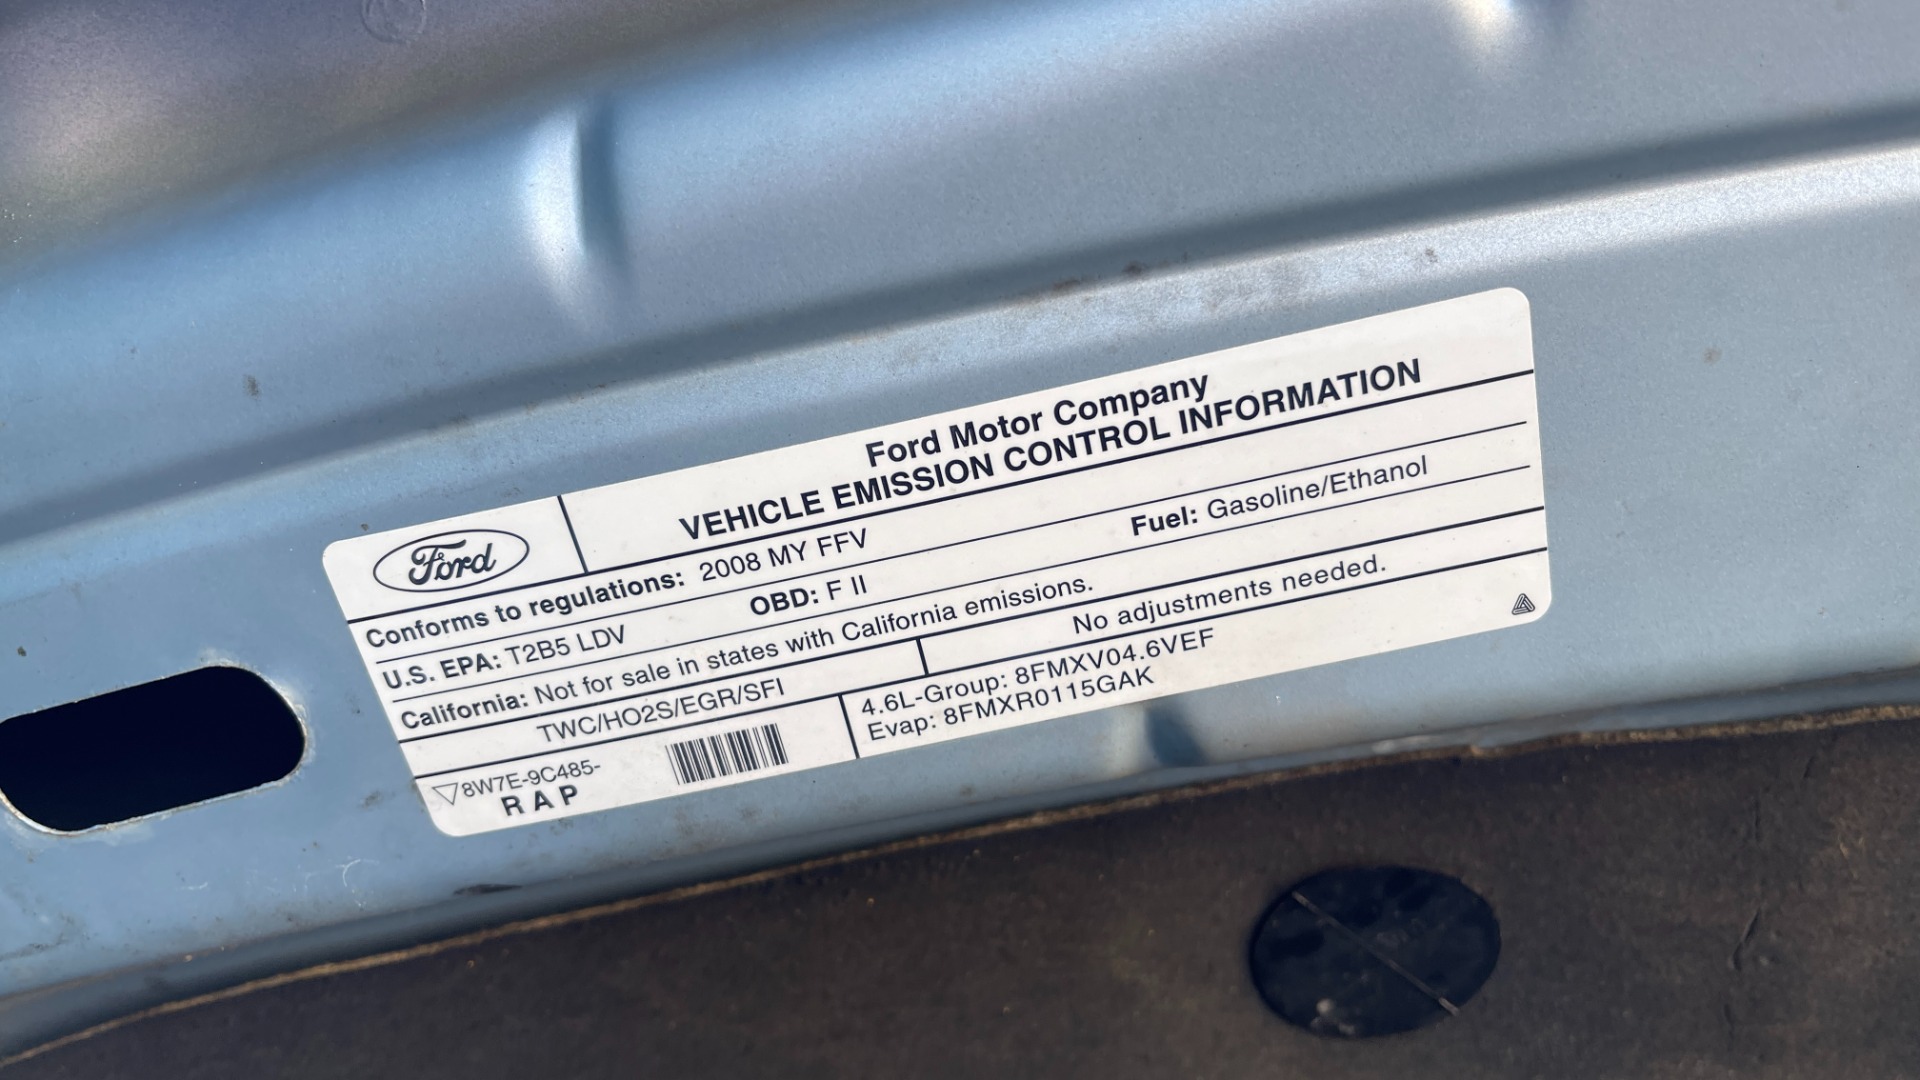 Ford
Ford Motor Company
VEHICLE EMISSION CONTROL INFORMATION
Conforms to regulations: 2008 MY FFV
U.S. EPA: T2B5 LDV OBD: F II Fuel: Gasoline/Ethanol
California: Not for sale in states with California emissions.
TWC/HO2S/EGR/SFI No adjustments needed.
8W7E-9C485-
RAP
4.6L-Group: 8FMXV04.6VEF
Evap: 8FMXR0115GAK